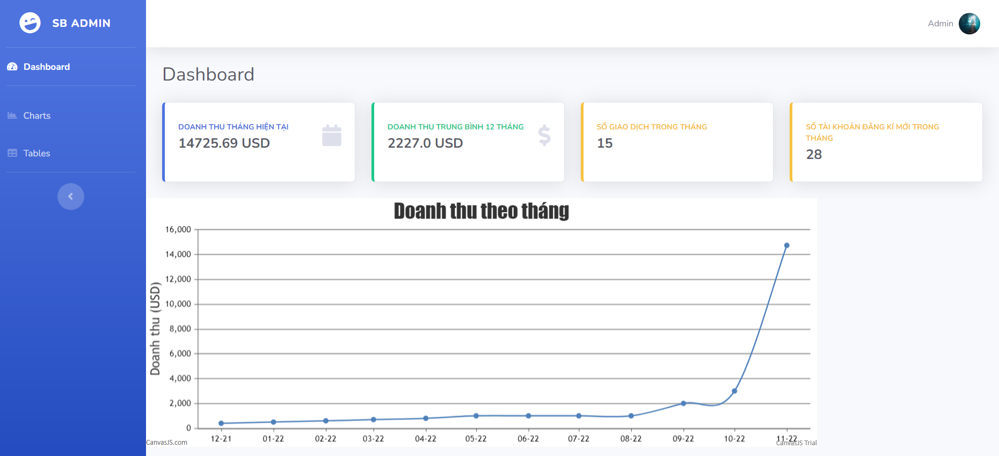 SB ADMIN
Admin
Dashboard
Charts
Tables
Dashboard
DOANH THU THÁNG HIỆN TẠI
14725.69 USD
DOANH THU TRUNG BÌNH 12 THÁNG
2227.0 USD
SỐ GIAO DỊCH TRONG THÁNG
15
SỐ TÀI KHOẢN ĐĂNG KÍ MỚI TRONG
THÁNG
28
Doanh thu theo tháng
Doanh thu (USD)
16,000
14,000
12,000
10,000
8,000
6,000
4,000
2,000
0
12-21 01-22 02-22 03-22 04-22 05-22 06-22 07-22 08-22 09-22 10-22 11-22
CanvasJS.com
CanvasJS Trial